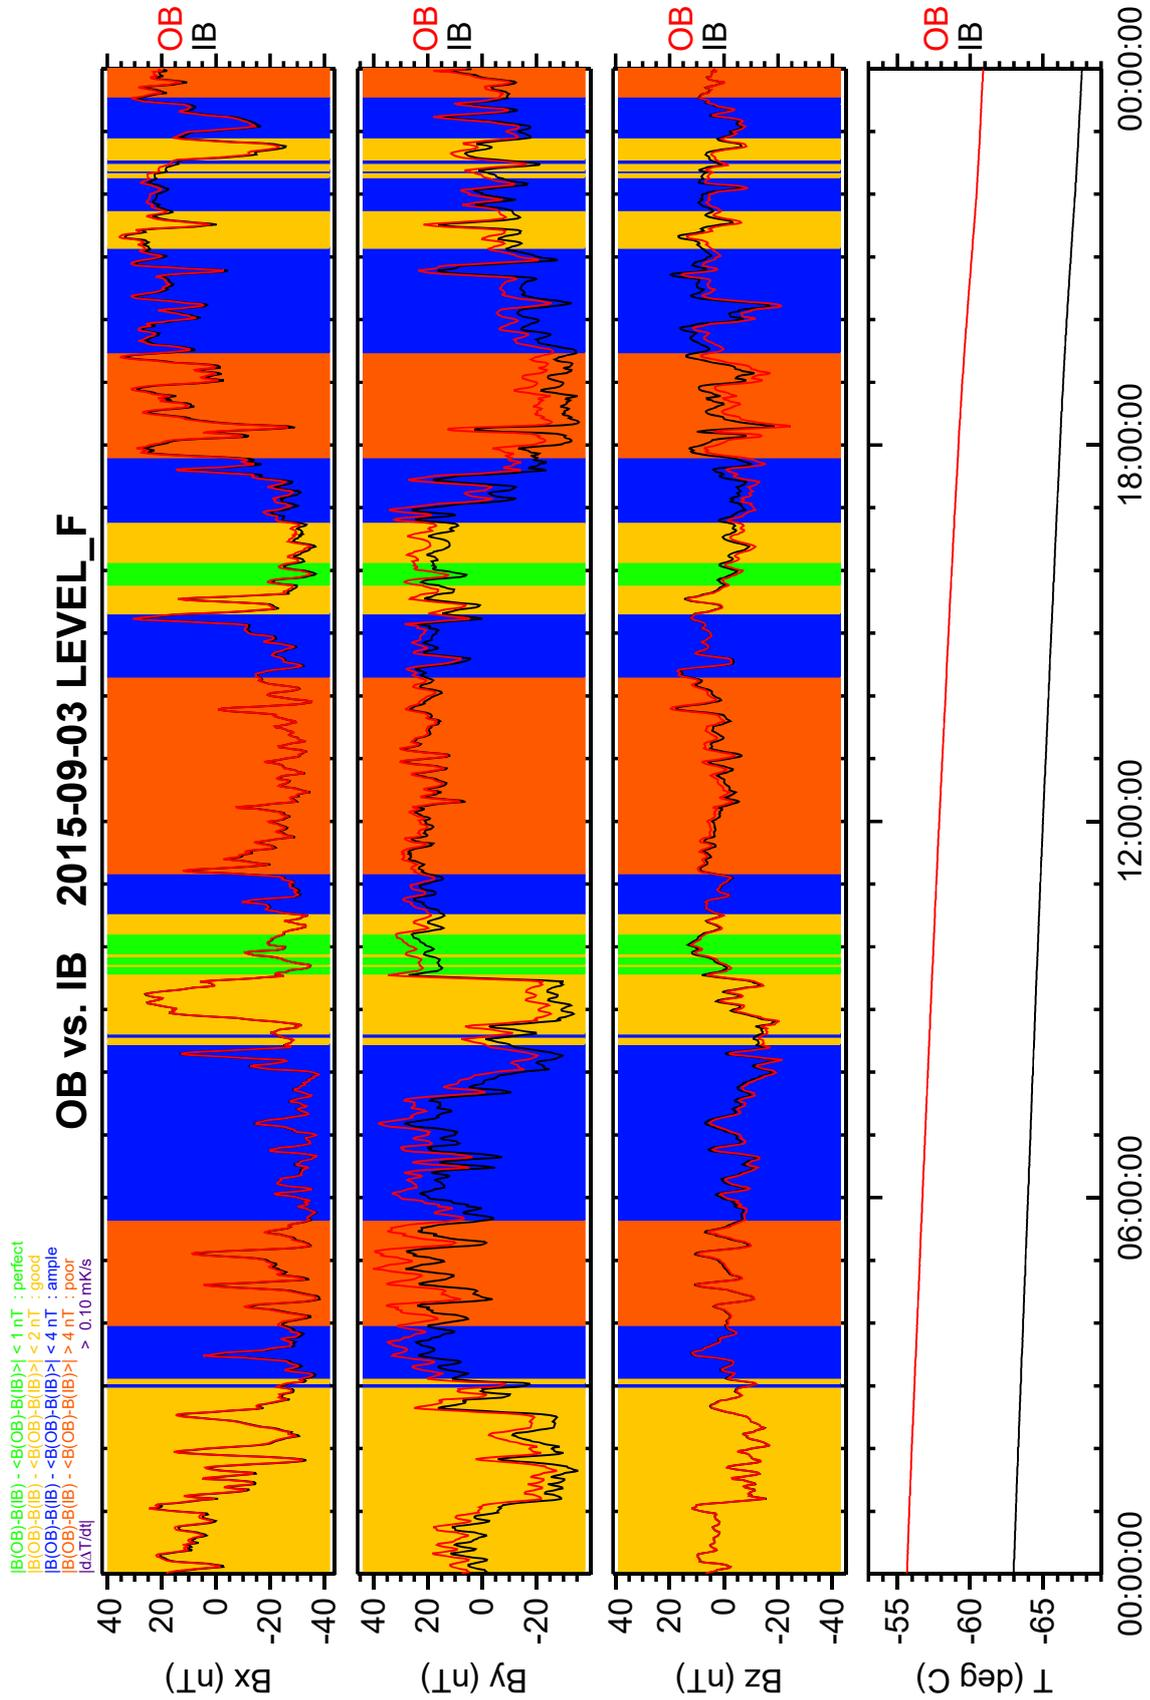 |B(OB)-B(IB) - <B(OB)-B(IB)>| < 1 nT : perfect
|B(OB)-B(IB) - <B(OB)-B(IB)>| < 2 nT : good
|B(OB)-B(IB) - <B(OB)-B(IB)>| < 4 nT : ample
|B(OB)-B(IB) - <B(OB)-B(IB)>| > 4 nT : poor
|dΔT/dt| > 0.10 mK/s
OB vs. IB 2015-09-03 LEVEL_F
Bx (nT)
40
20
0
-20
-40
OB
IB
By (nT)
40
20
0
-20
OB
IB
Bz (nT)
40
20
0
-20
-40
OB
IB
T (deg C)
-55
-60
-65
OB
IB
00:00:00 06:00:00 12:00:00 18:00:00 00:00:00